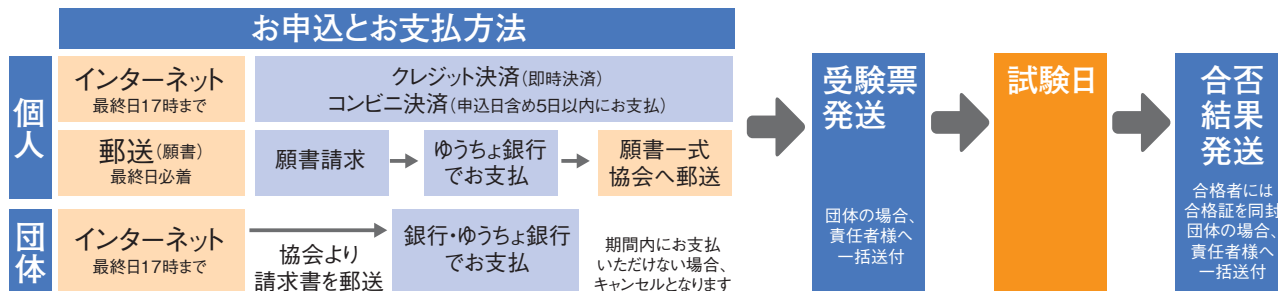 お申込とお支払方法
個人
インターネット
最終日17時まで
クレジット決済(即時決済)
コンビニ決済(申込日含め5日以内にお支払)
郵送(願書)
最終日必着
願書請求
ゆうちょ銀行
でお支払
願書一式
協会へ郵送
団体
インターネット
最終日17時まで
協会より
請求書を郵送
銀行・ゆうちょ銀行
でお支払
期間内にお支払
いただけない場合、
キャンセルとなります
受験票
発送
団体の場合、
責任者様へ
一括送付
試験日
合否
結果
発送
合格者には
合格証を同封
団体の場合、
責任者様へ
一括送付